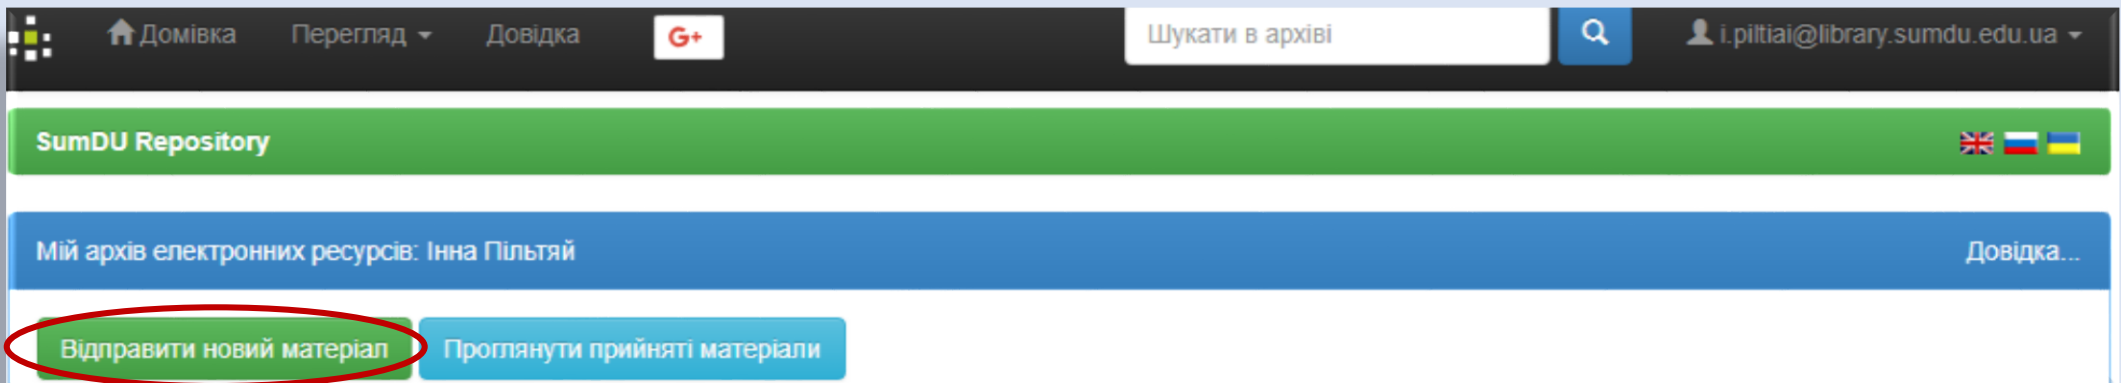 Домівка Перегляд Довідка G+ Шукати в архіві i.piltiai@library.sumdu.edu.ua
SumDU Repository
Мій архів електронних ресурсів: Інна Пільтяй Довідка...
Відправити новий матеріал Проглянути прийняті матеріали